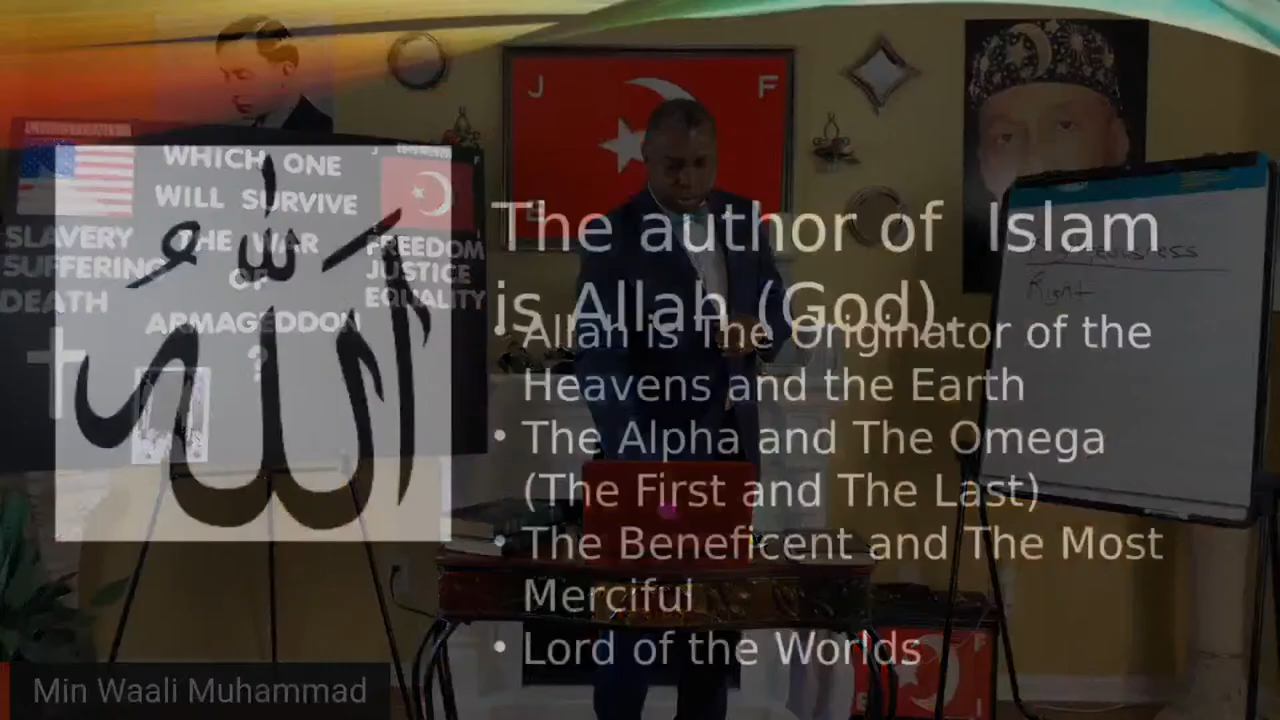 WHICH ONE
WILL SURVIVE
THE WAR
OF
ARMAGEDDON
?
SLAVERY
SUFFERING
DEATH
FREEDOM
JUSTICE
EQUALITY
الله
J F
The author of Islam
is Allah (God).
• Allah is The Originator of the
Heavens and the Earth
• The Alpha and The Omega
(The First and The Last)
• The Beneficent and The Most
Merciful
• Lord of the Worlds
Right
Min Waali Muhammad